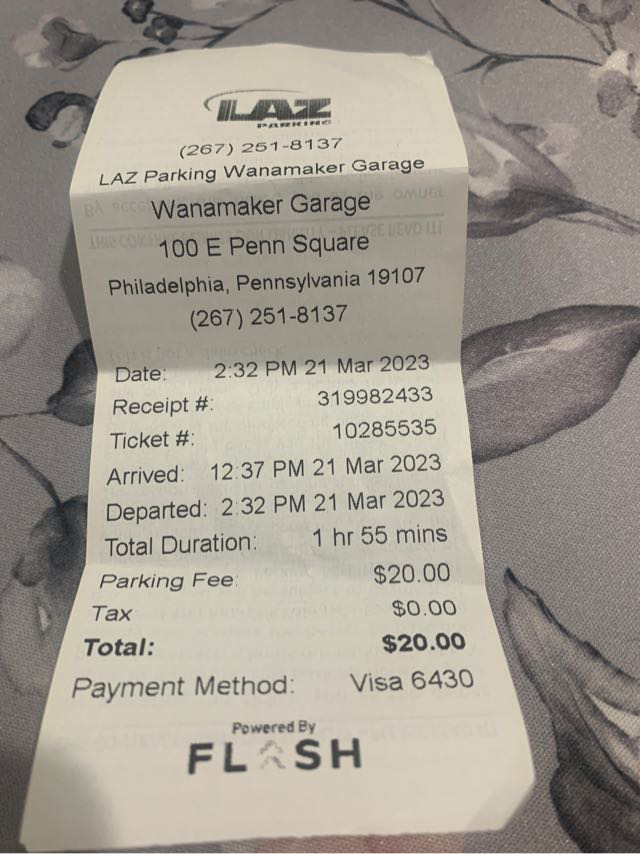 LAZ
PARKING
(267) 251-8137
LAZ Parking Wanamaker Garage
Wanamaker Garage
100 E Penn Square
Philadelphia, Pennsylvania 19107
(267) 251-8137
Date: 2:32 PM 21 Mar 2023
Receipt #: 319982433
Ticket #: 10285535
Arrived: 12:37 PM 21 Mar 2023
Departed: 2:32 PM 21 Mar 2023
Total Duration: 1 hr 55 mins
Parking Fee: $20.00
Tax $0.00
Total: $20.00
Payment Method: Visa 6430
Powered By
FLASH